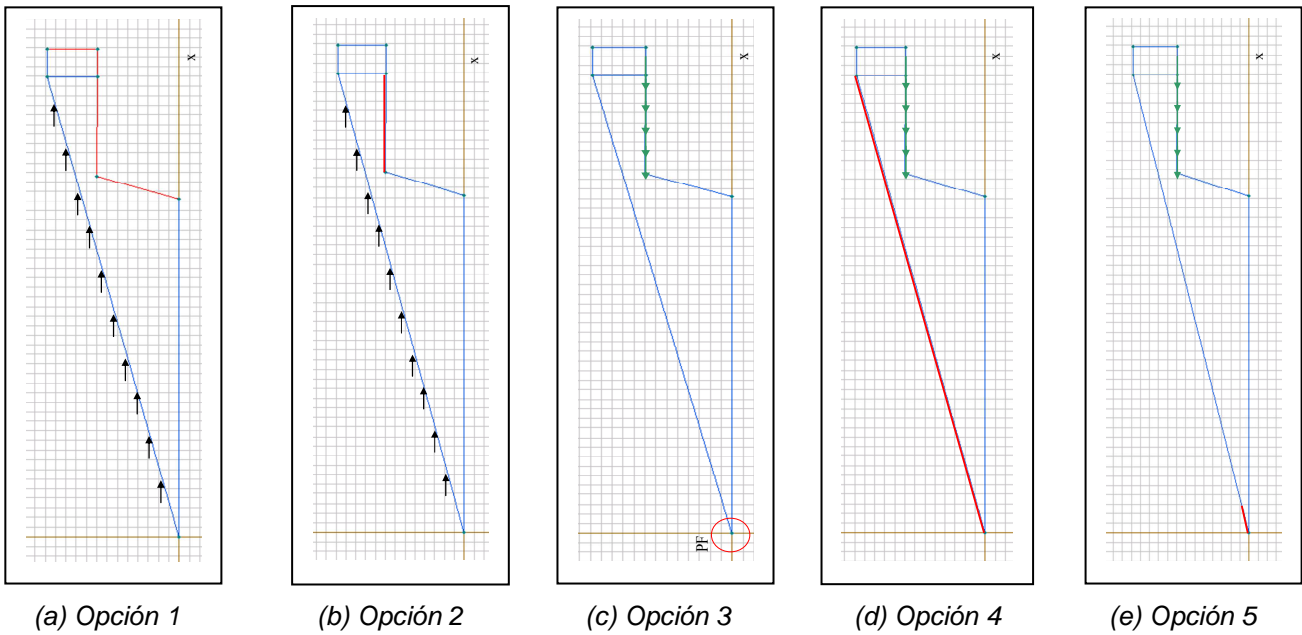 x
x
x
x
x
PF
(a) Opción 1
(b) Opción 2
(c) Opción 3
(d) Opción 4
(e) Opción 5